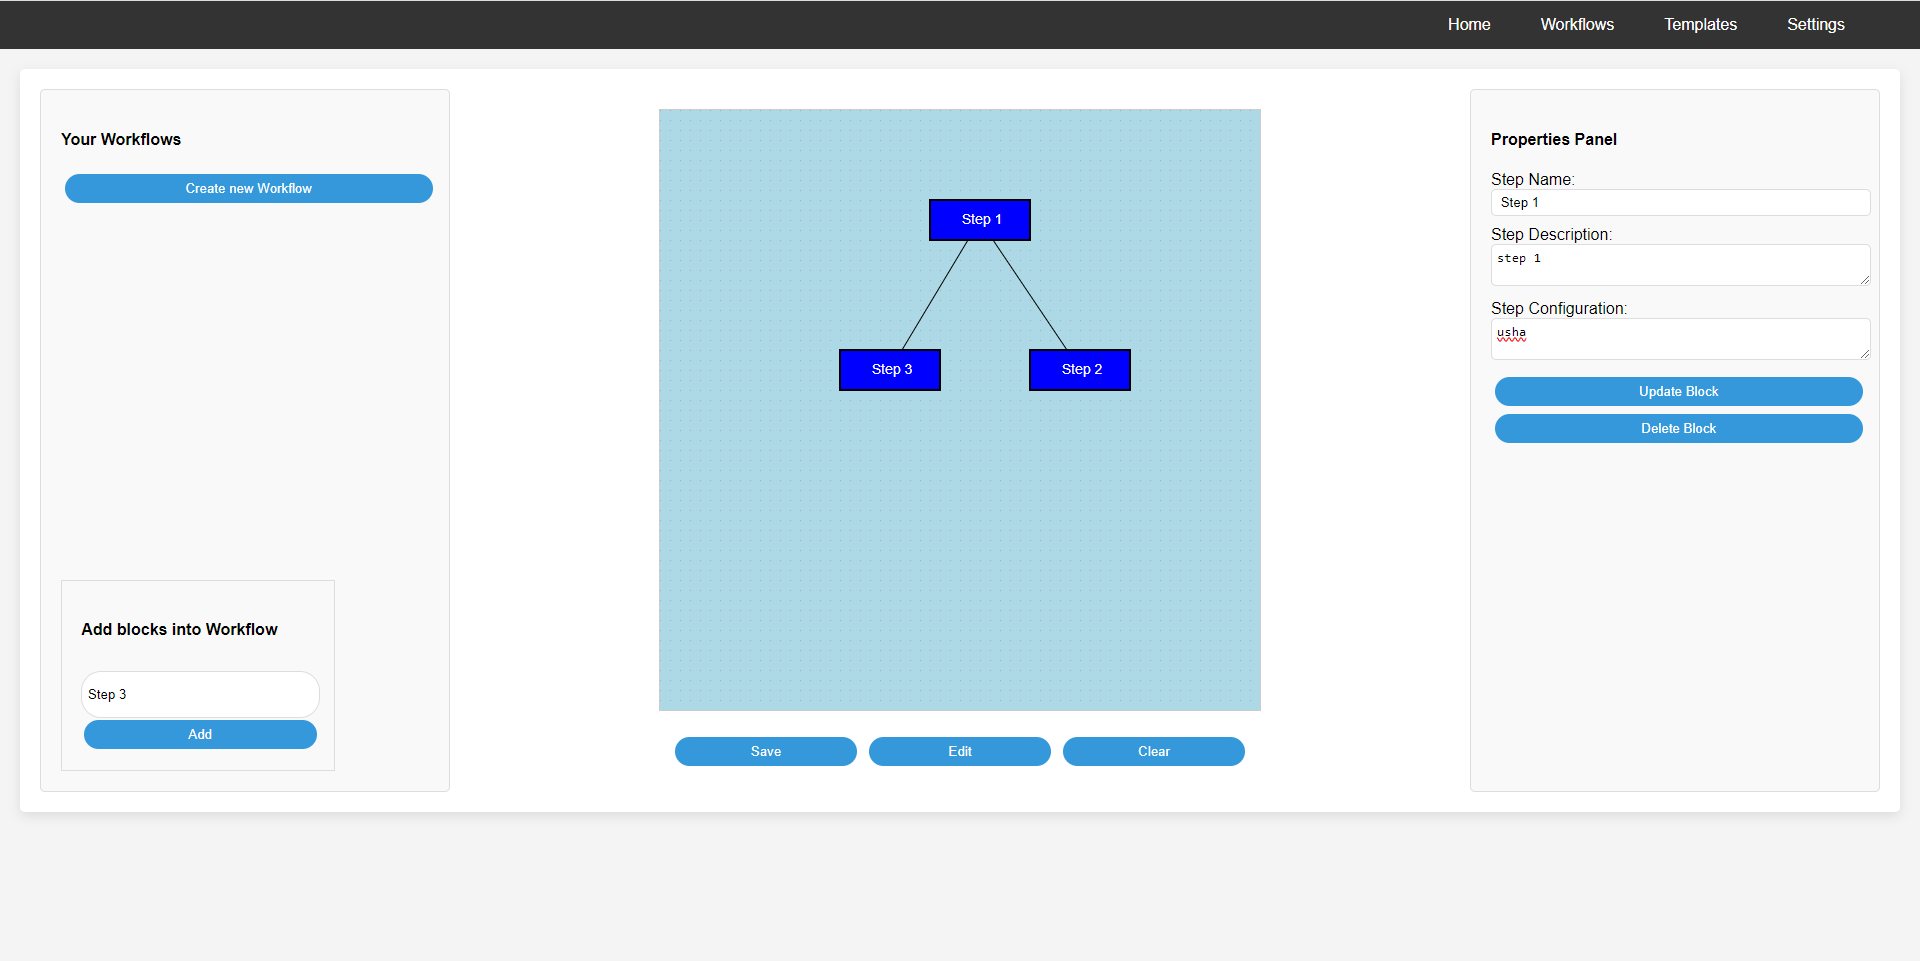 Home Workflows Templates Settings
Your Workflows
Create new Workflow
Add blocks into Workflow
Step 3
Add
Step 1
Step 3
Step 2
Save Edit Clear
Properties Panel
Step Name:
Step 1
Step Description:
step 1
Step Configuration:
usha
Update Block
Delete Block